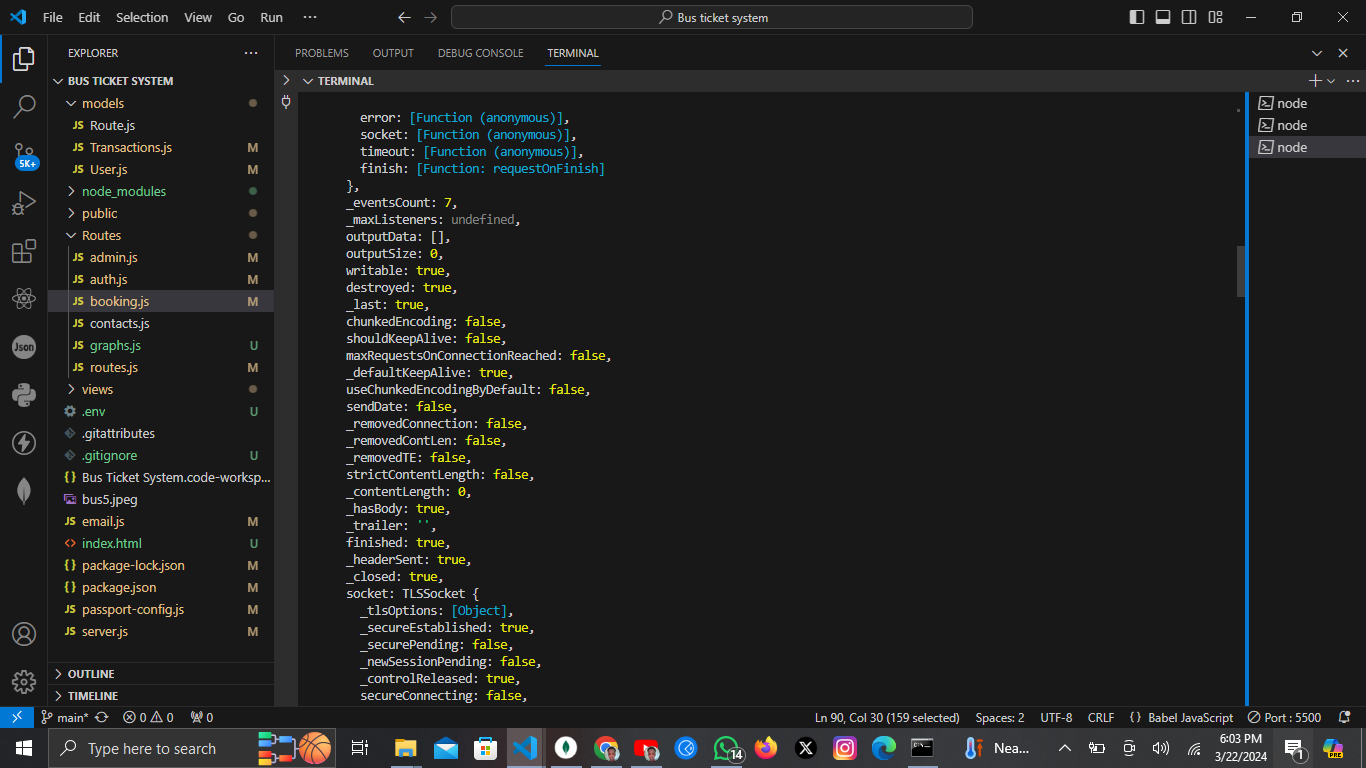 File Edit Selection View Go Run ··· Bus ticket system
EXPLORER ···
BUS TICKET SYSTEM
models
JS Route.js
JS Transactions.js M
JS User.js M
node_modules
public
Routes
JS admin.js M
JS auth.js M
JS booking.js M
JS contacts.js
JS graphs.js U
JS routes.js M
views
.env U
.gitattributes
.gitignore U
{} Bus Ticket System.code-worksp...
bus5.jpeg
JS email.js M
<> index.html U
{} package-lock.json M
{} package.json M
JS passport-config.js M
JS server.js M
OUTLINE
TIMELINE
5K+
Json
PROBLEMS OUTPUT DEBUG CONSOLE TERMINAL
TERMINAL
error: [Function (anonymous)],
socket: [Function (anonymous)],
timeout: [Function (anonymous)],
finish: [Function: requestOnFinish]
},
_eventsCount: 7,
_maxListeners: undefined,
outputData: [],
outputSize: 0,
writable: true,
destroyed: true,
_last: true,
chunkedEncoding: false,
shouldKeepAlive: false,
maxRequestsOnConnectionReached: false,
_defaultKeepAlive: true,
useChunkedEncodingByDefault: false,
sendDate: false,
_removedConnection: false,
_removedContLen: false,
_removedTE: false,
strictContentLength: false,
_contentLength: 0,
_hasBody: true,
_trailer: '',
finished: true,
_headerSent: true,
_closed: true,
socket: TLSSocket {
_tlsOptions: [Object],
_secureEstablished: true,
_securePending: false,
_newSessionPending: false,
_controlReleased: true,
secureConnecting: false,
node
node
node
main* 0 0 0 Ln 90, Col 30 (159 selected) Spaces: 2 UTF-8 CRLF {} Babel JavaScript Port : 5500
Type here to search 14 Nea... 6:03 PM
3/22/2024 1 PRE